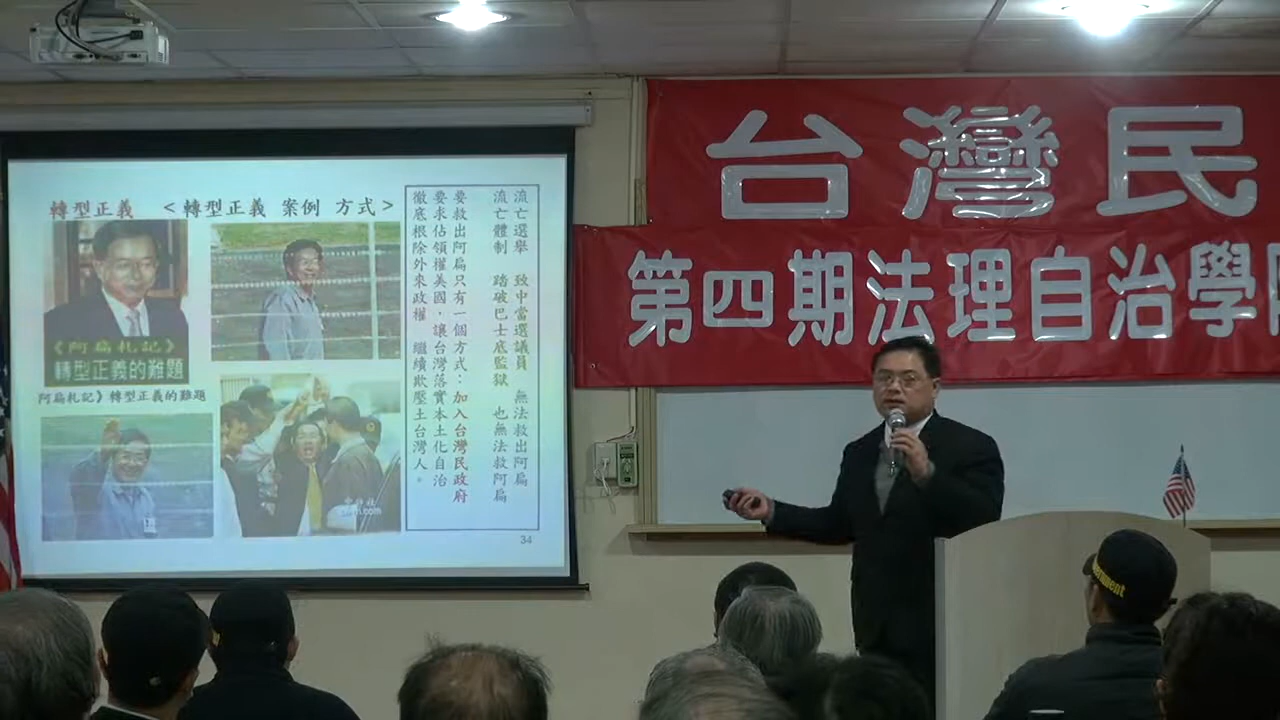 台灣民
第四期法理自治學
轉型正義 <轉型正義 案例 方式>
《阿扁札記》
轉型正義的難題
阿扁札記》轉型正義的難題
流亡選舉 致中當選議員 無法救出阿扁
流亡體制 踏破巴士底監獄 也無法救阿扁
要救出阿扁只有一個方式：加入台灣民政府
要求佔領權美國，讓台灣落實本土化自治
徹底根除外來政權 繼續欺壓土台灣人。
34